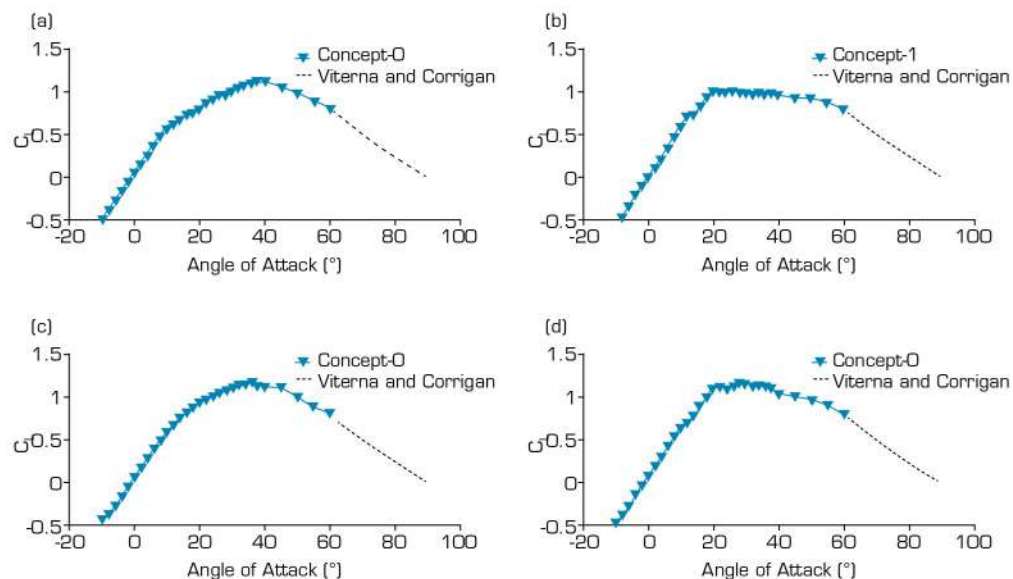 (a)
1.5
1
0.5
0
-0.5
-20 0 20 40 60 80 100
Cl
Angle of Attack (°)
Concept-0
Viterna and Corrigan
(b)
1.5
1
0.5
0
-0.5
-20 0 20 40 60 80 100
Cl
Angle of Attack (°)
Concept-1
Viterna and Corrigan
(c)
1.5
1
0.5
0
-0.5
-20 0 20 40 60 80 100
Cl
Angle of Attack (°)
Concept-0
Viterna and Corrigan
(d)
1.5
1
0.5
0
-0.5
-20 0 20 40 60 80 100
Cl
Angle of Attack (°)
Concept-0
Viterna and Corrigan